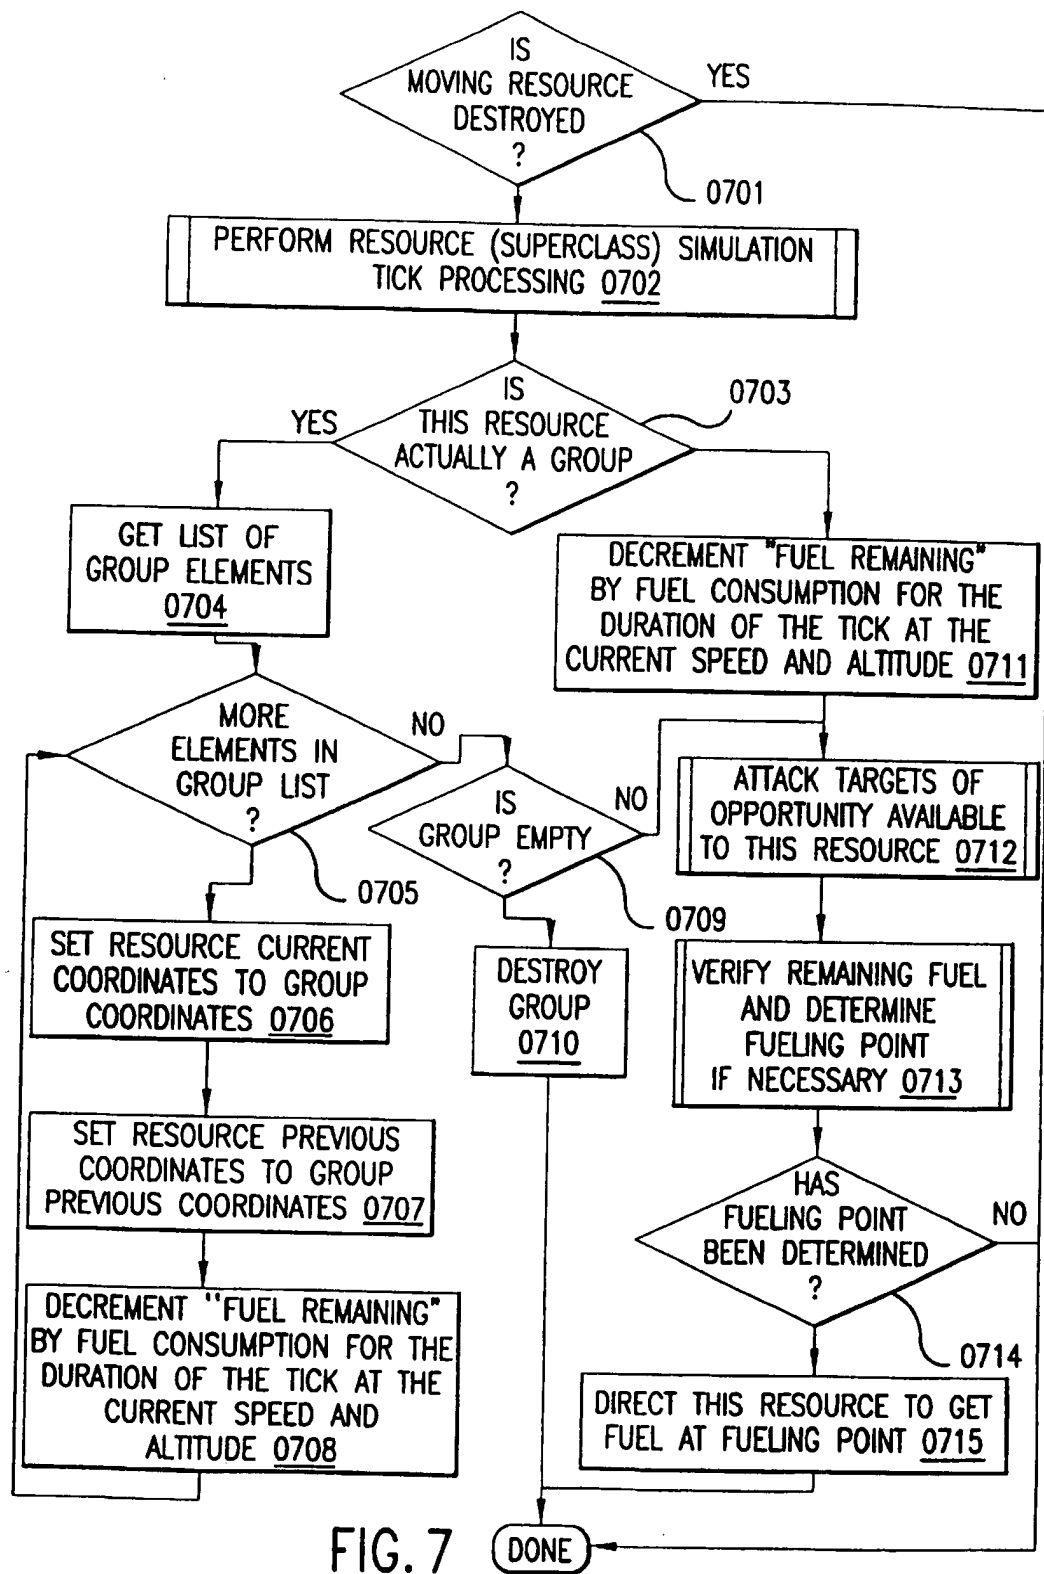 IS
MOVING RESOURCE
DESTROYED
?
YES
0701
PERFORM RESOURCE (SUPERCLASS) SIMULATION
TICK PROCESSING 0702
IS
THIS RESOURCE
ACTUALLY A GROUP
?
0703
YES
GET LIST OF
GROUP ELEMENTS
0704
DECREMENT "FUEL REMAINING"
BY FUEL CONSUMPTION FOR THE
DURATION OF THE TICK AT THE
CURRENT SPEED AND ALTITUDE 0711
MORE
ELEMENTS IN
GROUP LIST
?
NO
0705
IS
GROUP EMPTY
?
NO
0709
ATTACK TARGETS OF
OPPORTUNITY AVAILABLE
TO THIS RESOURCE 0712
SET RESOURCE CURRENT
COORDINATES TO GROUP
COORDINATES 0706
DESTROY
GROUP
0710
VERIFY REMAINING FUEL
AND DETERMINE
FUELING POINT
IF NECESSARY 0713
SET RESOURCE PREVIOUS
COORDINATES TO GROUP
PREVIOUS COORDINATES 0707
HAS
FUELING POINT
BEEN DETERMINED
?
NO
0714
DECREMENT "FUEL REMAINING"
BY FUEL CONSUMPTION FOR THE
DURATION OF THE TICK AT THE
CURRENT SPEED AND
ALTITUDE 0708
DIRECT THIS RESOURCE TO GET
FUEL AT FUELING POINT 0715
FIG. 7
DONE